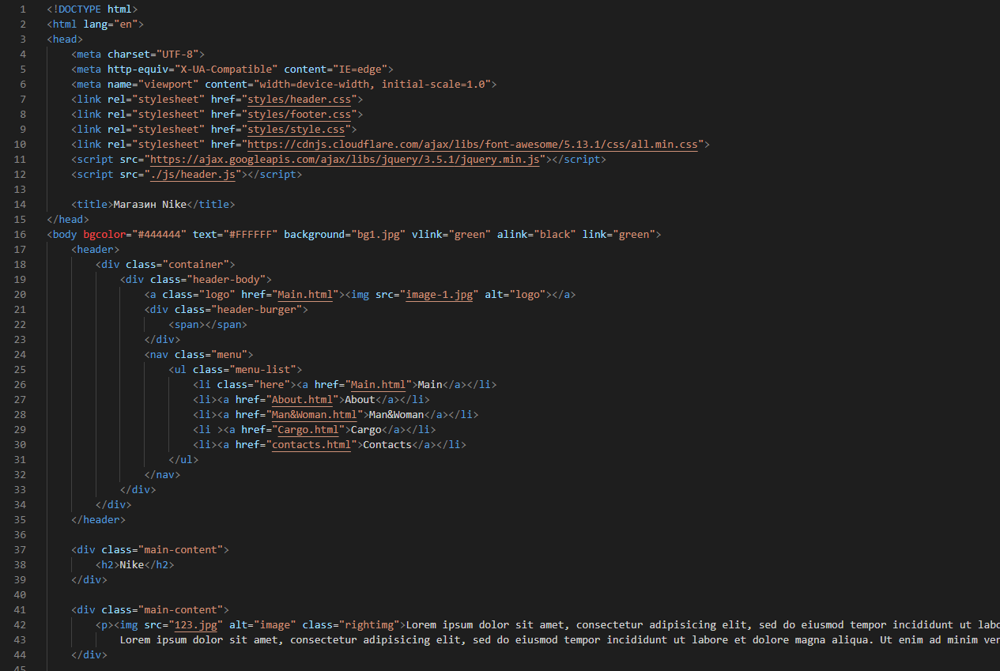 1 <!DOCTYPE html>
2 <html lang="en">
3 <head>
4     <meta charset="UTF-8">
5     <meta http-equiv="X-UA-Compatible" content="IE=edge">
6     <meta name="viewport" content="width=device-width, initial-scale=1.0">
7     <link rel="stylesheet" href="styles/header.css">
8     <link rel="stylesheet" href="styles/footer.css">
9     <link rel="stylesheet" href="styles/style.css">
10     <link rel="stylesheet" href="https://cdnjs.cloudflare.com/ajax/libs/font-awesome/5.13.1/css/all.min.css">
11     <script src="https://ajax.googleapis.com/ajax/libs/jquery/3.5.1/jquery.min.js"></script>
12     <script src="./js/header.js"></script>
13
14     <title>Магазин Nike</title>
15 </head>
16 <body bgcolor="#444444" text="#FFFFFF" background="bg1.jpg" vlink="green" alink="black" link="green">
17     <header>
18         <div class="container">
19             <div class="header-body">
20                 <a class="logo" href="Main.html"><img src="image-1.jpg" alt="logo"></a>
21                 <div class="header-burger">
22                     <span></span>
23                 </div>
24                 <nav class="menu">
25                     <ul class="menu-list">
26                         <li class="here"><a href="Main.html">Main</a></li>
27                         <li><a href="About.html">About</a></li>
28                         <li><a href="Man&Woman.html">Man&Woman</a></li>
29                         <li ><a href="Cargo.html">Cargo</a></li>
30                         <li><a href="contacts.html">Contacts</a></li>
31                     </ul>
32                 </nav>
33             </div>
34         </div>
35     </header>
36
37     <div class="main-content">
38         <h2>Nike</h2>
39     </div>
40
41     <div class="main-content">
42         <p><img src="123.jpg" alt="image" class="rightimg">Lorem ipsum dolor sit amet, consectetur adipisicing elit, sed do eiusmod tempor incididunt ut labo
43             Lorem ipsum dolor sit amet, consectetur adipisicing elit, sed do eiusmod tempor incididunt ut labore et dolore magna aliqua. Ut enim ad minim ver
44     </div>
45